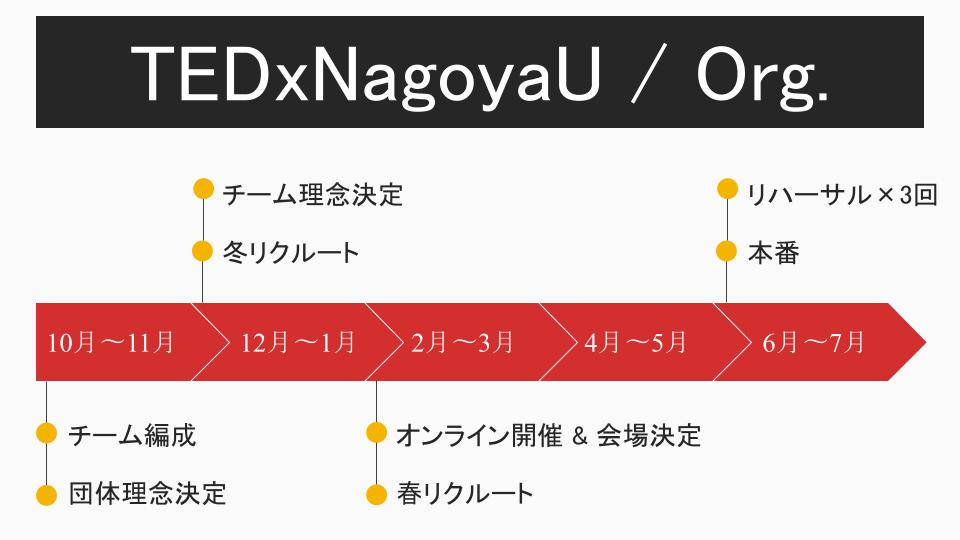 TEDxNagoyaU / Org.
チーム理念決定
冬リクルート
リハーサル×3回
本番
10月～11月
12月～1月
2月～3月
4月～5月
6月～7月
チーム編成
団体理念決定
オンライン開催 & 会場決定
春リクルート